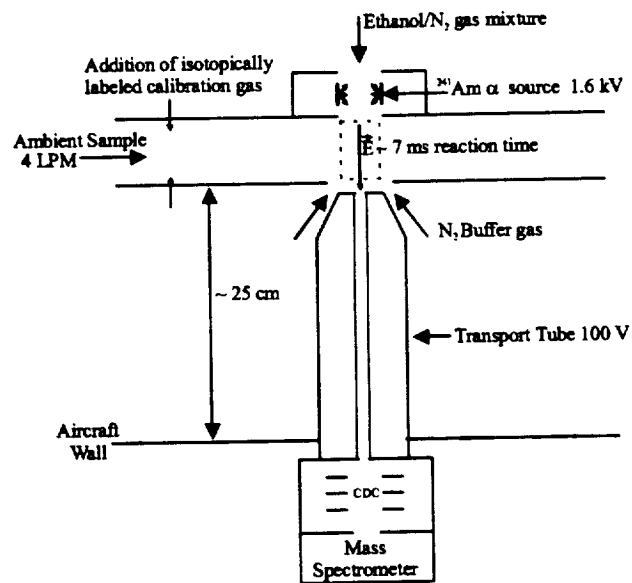 Ethanol/N₂ gas mixture
Addition of isotopically
labeled calibration gas
²⁴¹Am α source 1.6 kV
Ambient Sample
4 LPM
E ~ 7 ms reaction time
N₂ Buffer gas
~ 25 cm
Transport Tube 100 V
Aircraft
Wall
CDC
Mass
Spectrometer